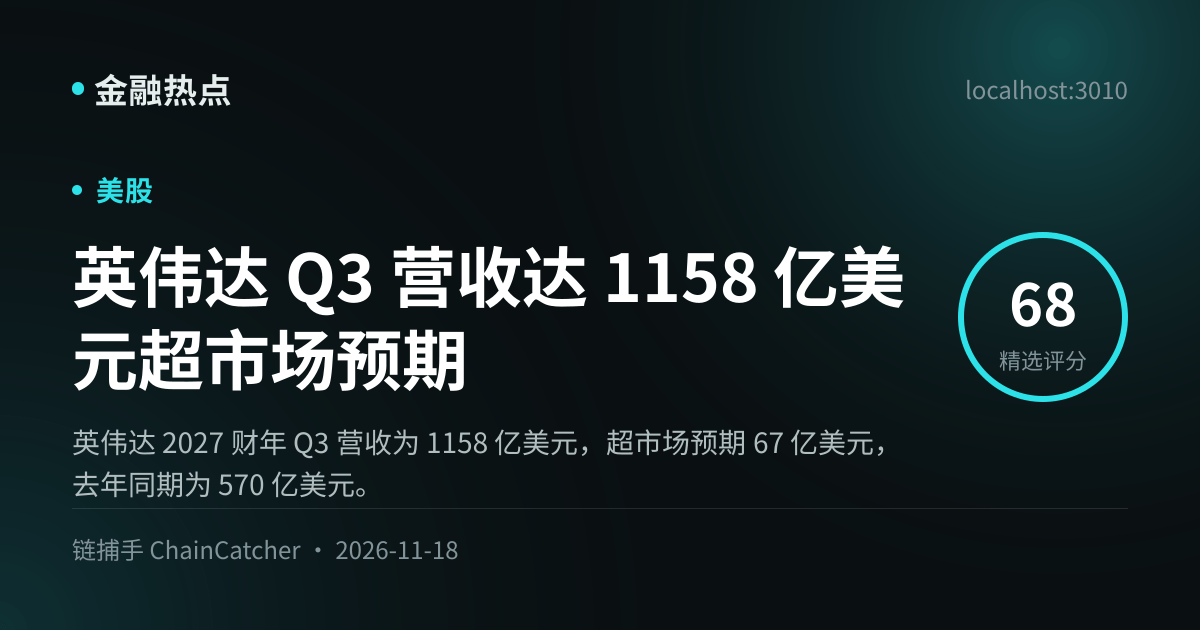 金融热点
localhost:3010
美股
英伟达 Q3 营收达 1158 亿美
元超市场预期
68
精选评分
英伟达 2027 财年 Q3 营收为 1158 亿美元，超市场预期 67 亿美元，
去年同期为 570 亿美元。
链捕手 ChainCatcher · 2026-11-18